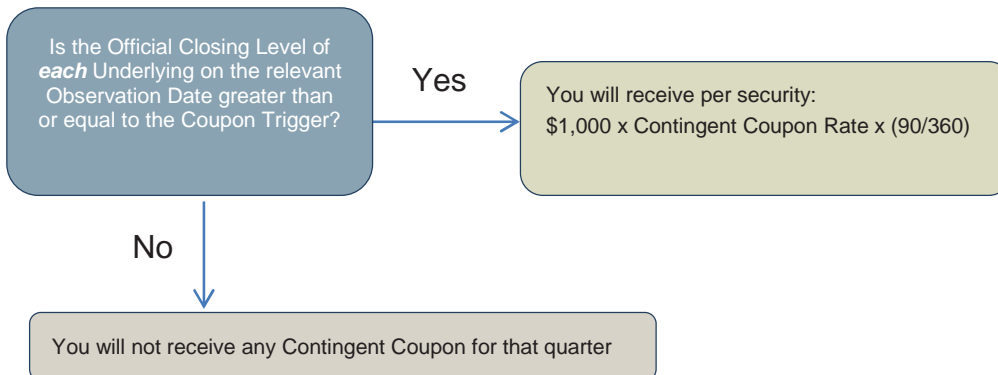 Is the Official Closing Level of
each Underlying on the relevant
Observation Date greater than
or equal to the Coupon Trigger?
Yes
You will receive per security:
$1,000 x Contingent Coupon Rate x (90/360)
No
You will not receive any Contingent Coupon for that quarter